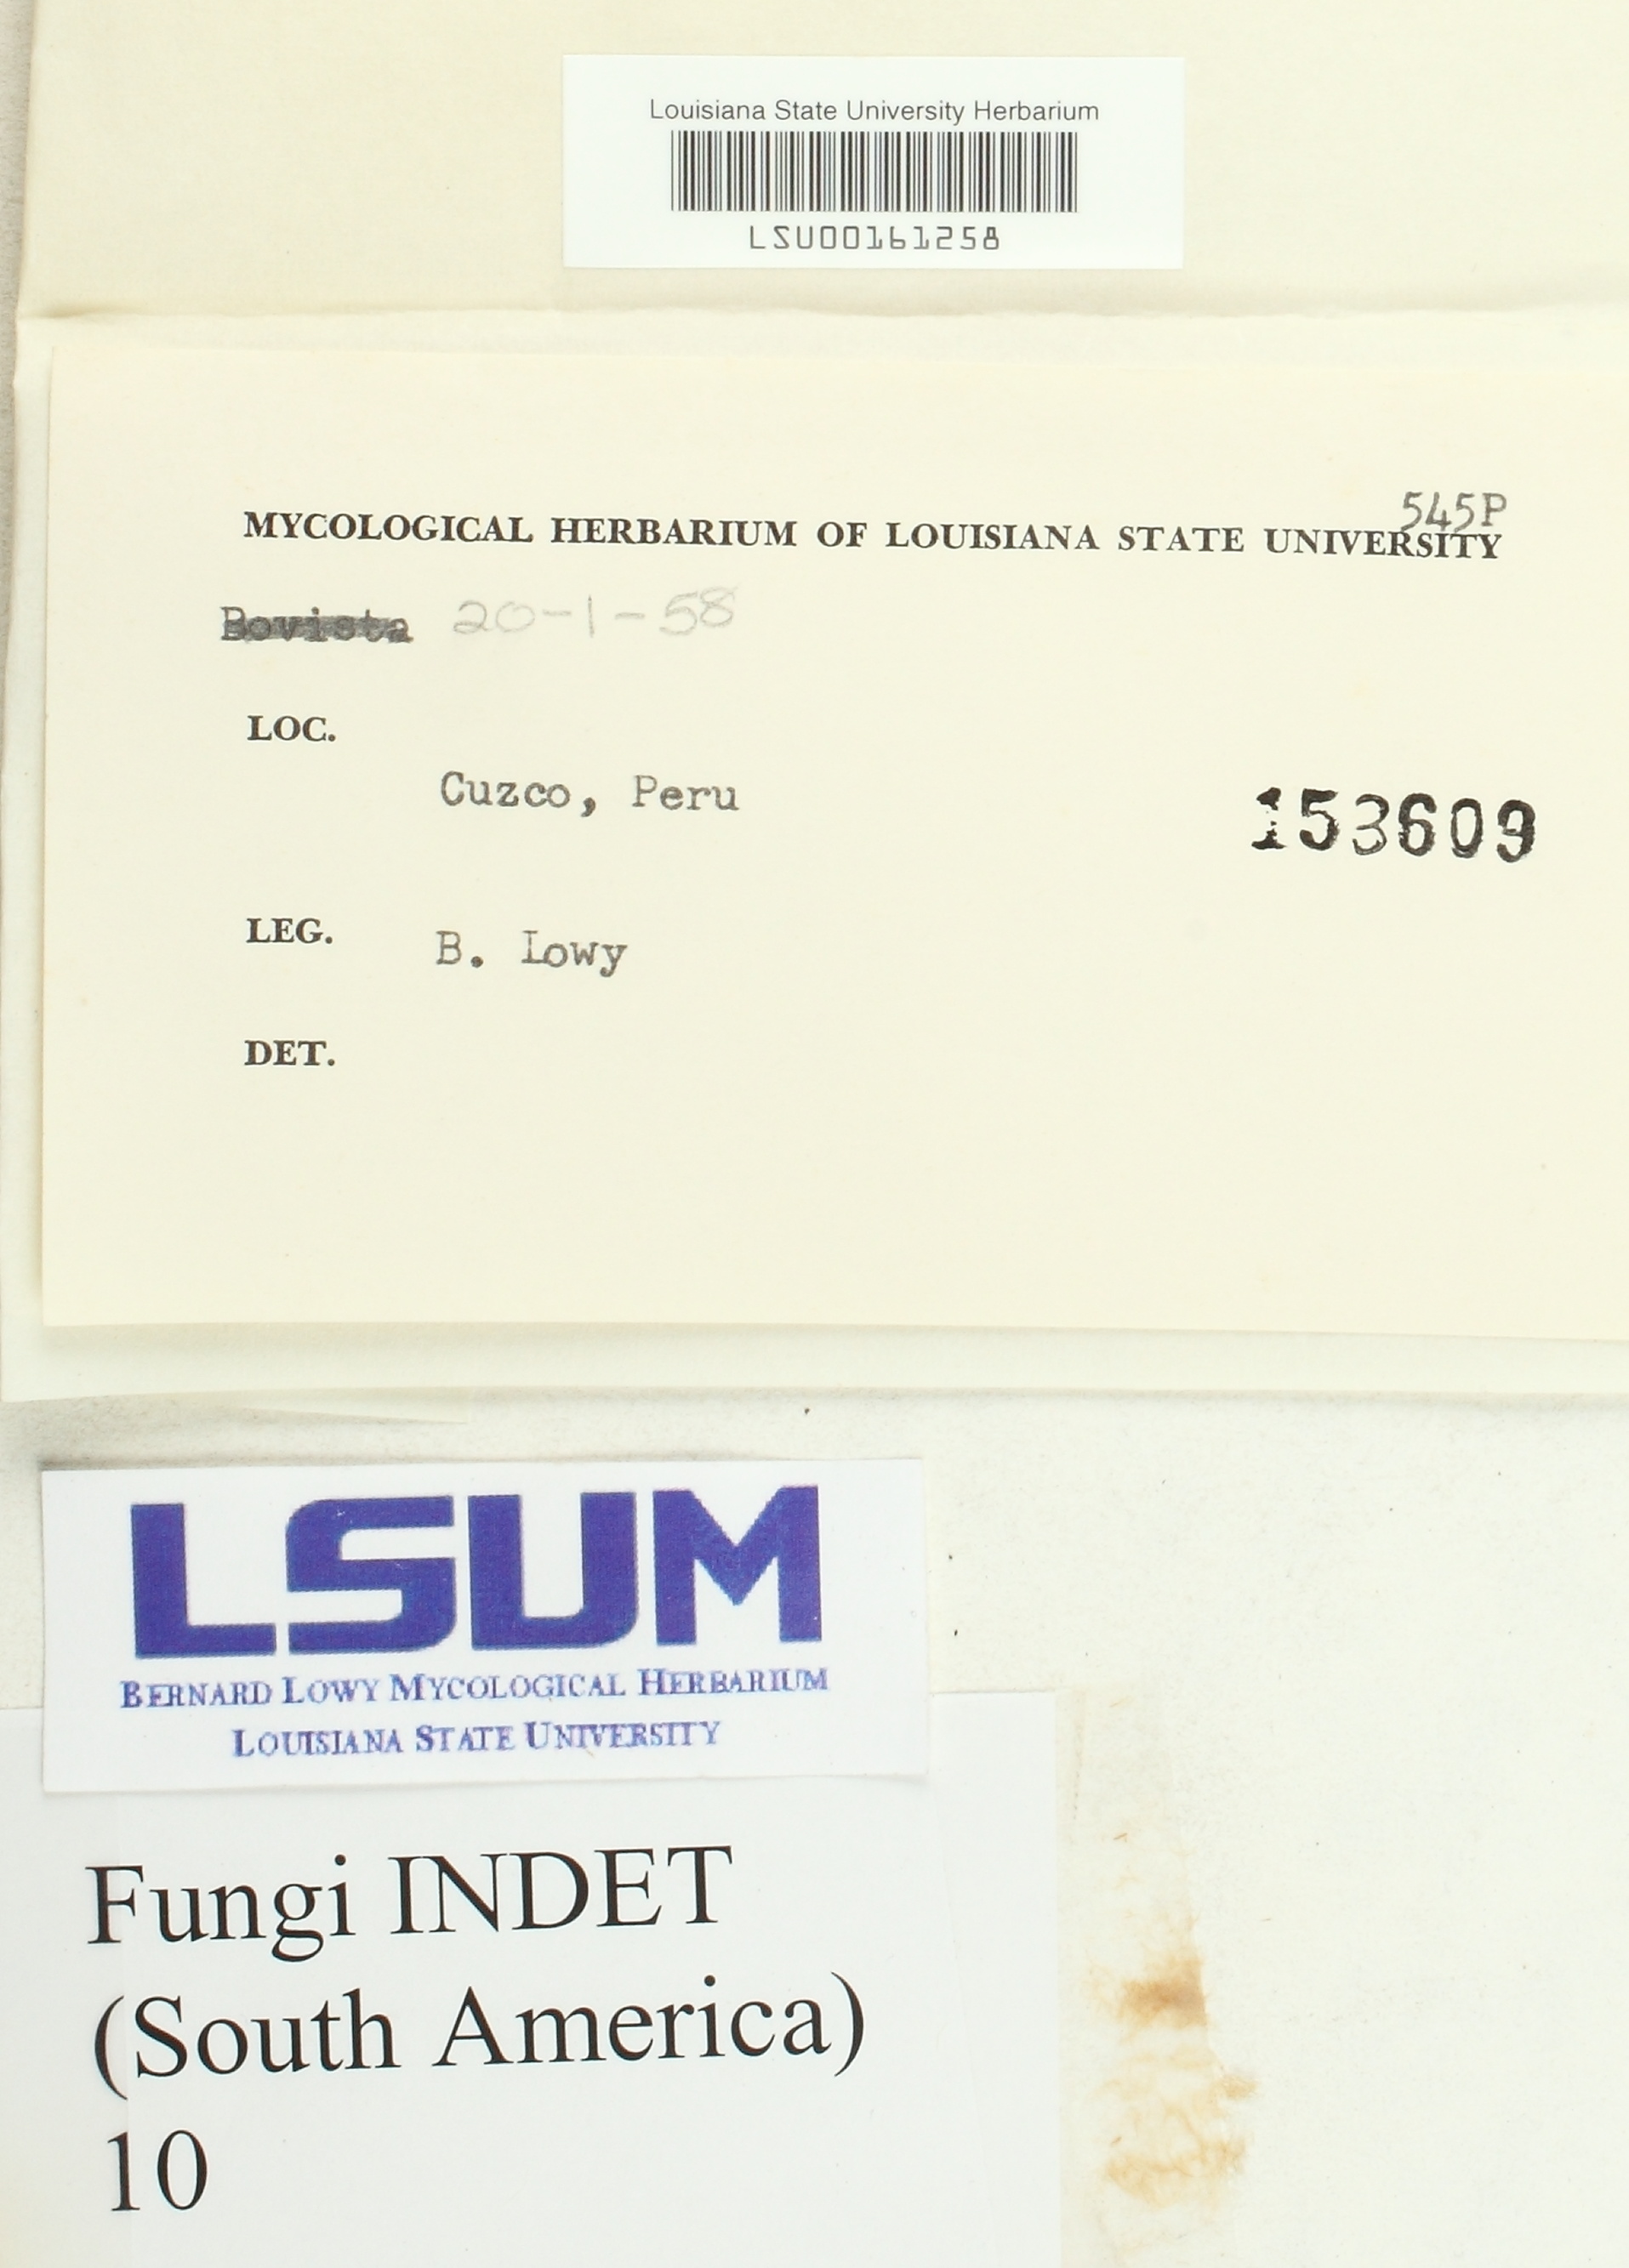 Louisiana State University Herbarium
LSU00161258
545P
MYCOLOGICAL HERBARIUM OF LOUISIANA STATE UNIVERSITY
Bovista 20-1-58
LOC.
Cuzco, Peru
153609
LEG. B. Lowy
DET.
LSUM
BERNARD LOWY MYCOLOGICAL HERBARIUM
LOUISIANA STATE UNIVERSITY
Fungi INDET
(South America)
10